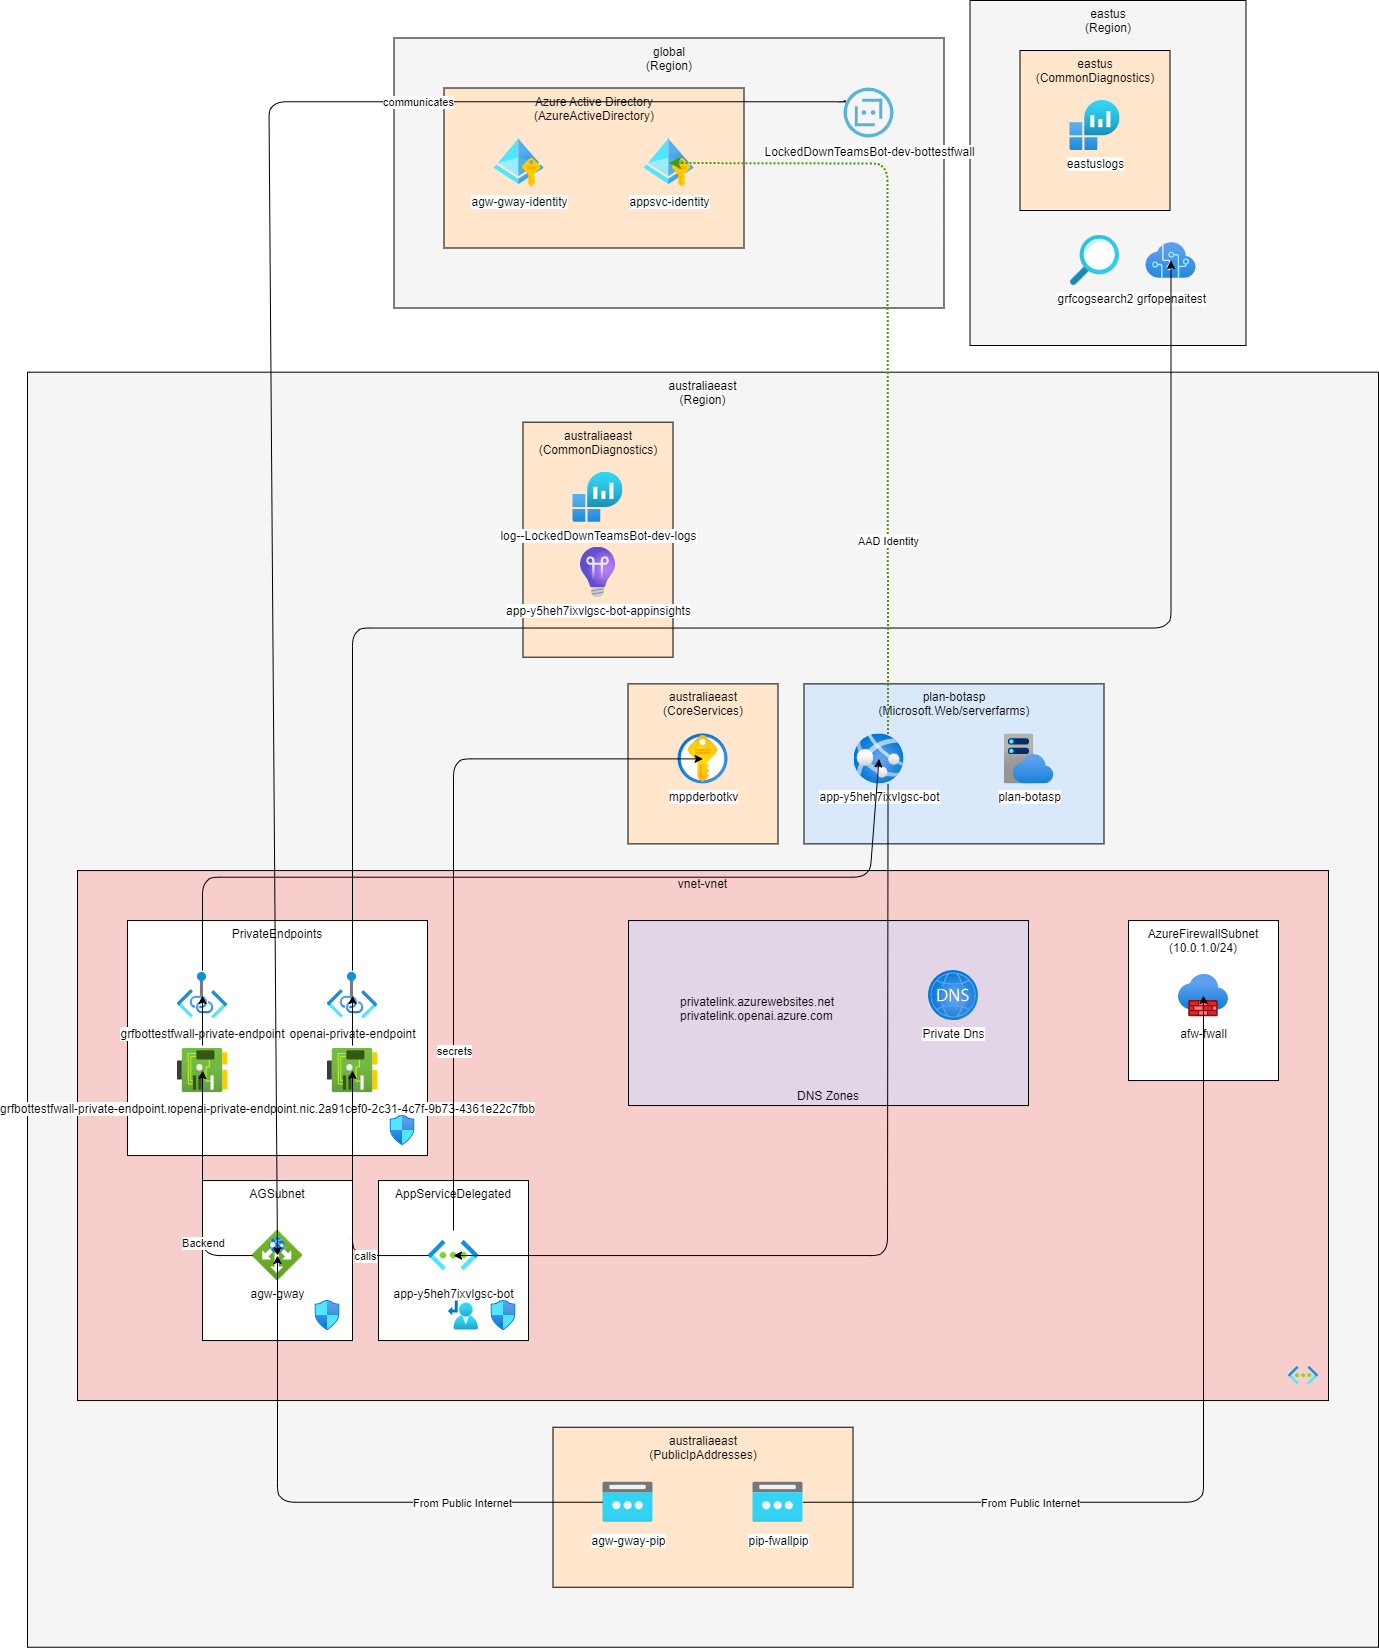 eastus
(Region)
eastus
(CommonDiagnostics)
eastuslogs
grfcogsearch2
grfopenaitest
global
(Region)
communicates
Azure Active Directory
(AzureActiveDirectory)
agw-gway-identity
appsvc-identity
LockedDownTeamsBot-dev-bottestfwall
australiaeast
(Region)
australiaeast
(CommonDiagnostics)
log--LockedDownTeamsBot-dev-logs
app-y5heh7ixvlgsc-bot-appinsights
AAD Identity
australiaeast
(CoreServices)
mppderbotkv
plan-botasp
(Microsoft.Web/serverfarms)
app-y5heh7ixvlgsc-bot
plan-botasp
vnet-vnet
PrivateEndpoints
grfbottestfwall-private-endpoint
openai-private-endpoint
grfbottestfwall-private-endpoint.
openai-private-endpoint.nic.2a91cef0-2c31-4c7f-9b73-4361e22c7fbb
secrets
privatelink.azurewebsites.net
privatelink.openai.azure.com
DNS
Private Dns
DNS Zones
AzureFirewallSubnet
(10.0.1.0/24)
afw-fwall
AGSubnet
Backend
agw-gway
calls
AppServiceDelegated
app-y5heh7ixvlgsc-bot
australiaeast
(PublicIpAddresses)
From Public Internet
agw-gway-pip
pip-fwallpip
From Public Internet